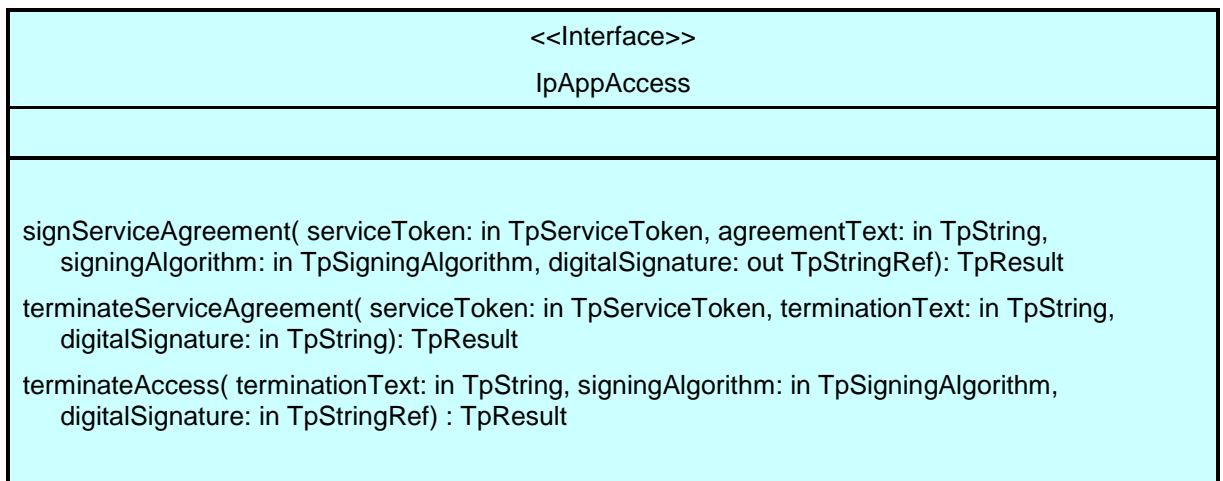 <<Interface>>
IpAppAccess
signServiceAgreement( serviceToken: in TpServiceToken, agreementText: in TpString,
signingAlgorithm: in TpSigningAlgorithm, digitalSignature: out TpStringRef): TpResult
terminateServiceAgreement( serviceToken: in TpServiceToken, terminationText: in TpString,
digitalSignature: in TpString): TpResult
terminateAccess( terminationText: in TpString, signingAlgorithm: in TpSigningAlgorithm,
digitalSignature: in TpStringRef) : TpResult